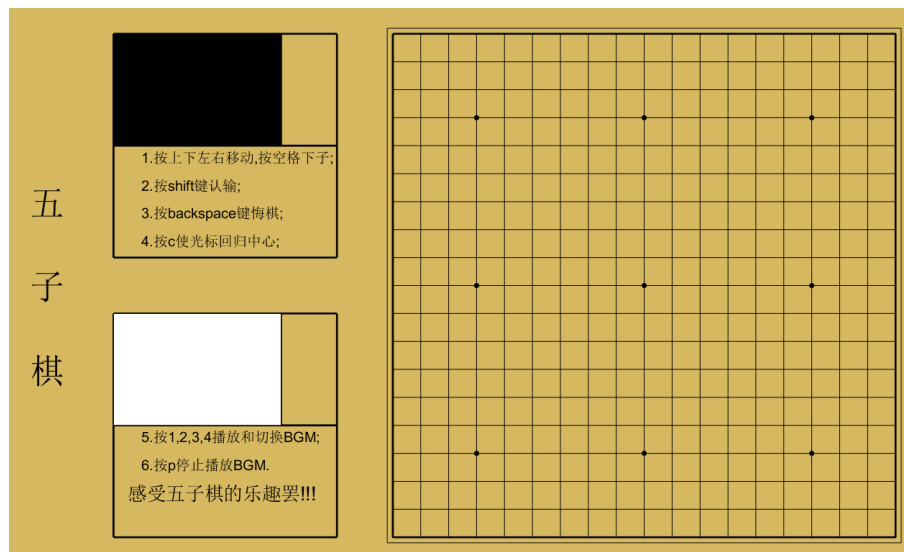 五子棋
1.按上下左右移动,按空格下子;
2.按shift键认输;
3.按backspace键悔棋;
4.按c使光标回归中心;
5.按1,2,3,4播放和切换BGM;
6.按p停止播放BGM.
感受五子棋的乐趣罢!!!